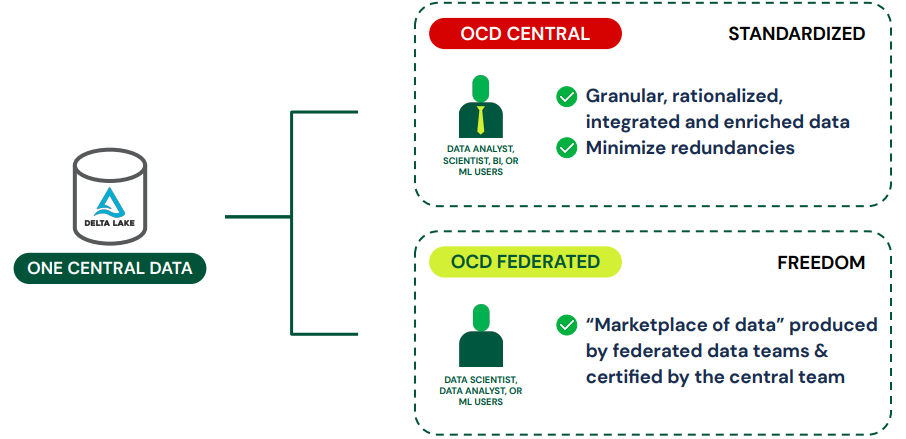 OCD CENTRAL
STANDARDIZED
Granular, rationalized,
integrated and enriched data
Minimize redundancies
DATA ANALYST,
SCIENTIST, BI, OR
ML USERS
DELTA LAKE
ONE CENTRAL DATA
OCD FEDERATED
FREEDOM
“Marketplace of data” produced
by federated data teams &
certified by the central team
DATA SCIENTIST,
DATA ANALYST, OR
ML USERS